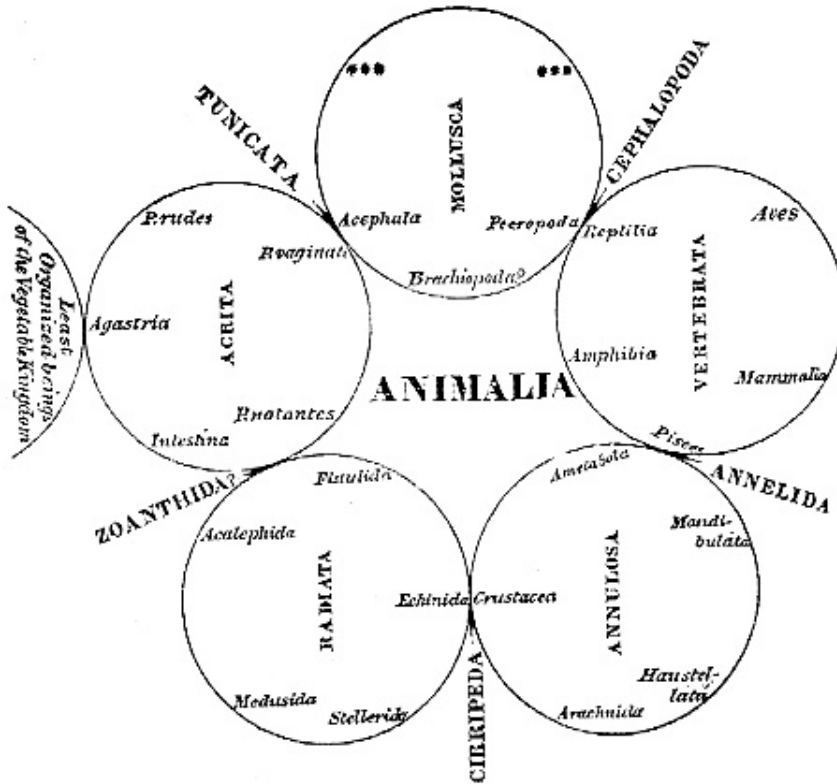 TUNICATA
MOLLUSCA
CEPHALOPODA
Acephala
Pteropoda
Brachiopoda?
P.rudes
P.vaginati
ACRITA
Agastria
Intestina
P.natantes
Least
Organized beings
of the Vegetable Kingdom
Reptilia
Aves
VERTEBRATA
Amphibia
Mammalia
Pisces
ANIMALIA
ZOANTHIDA?
ANNELIDA
Fistulida
Acalephida
RADIATA
Echinida
Medusida
Stellerida
CIRRIPEDA
Ametabola
Mandi-
bulata
Crustacea
ANNULOSA
Haustel-
lata
Arachnida